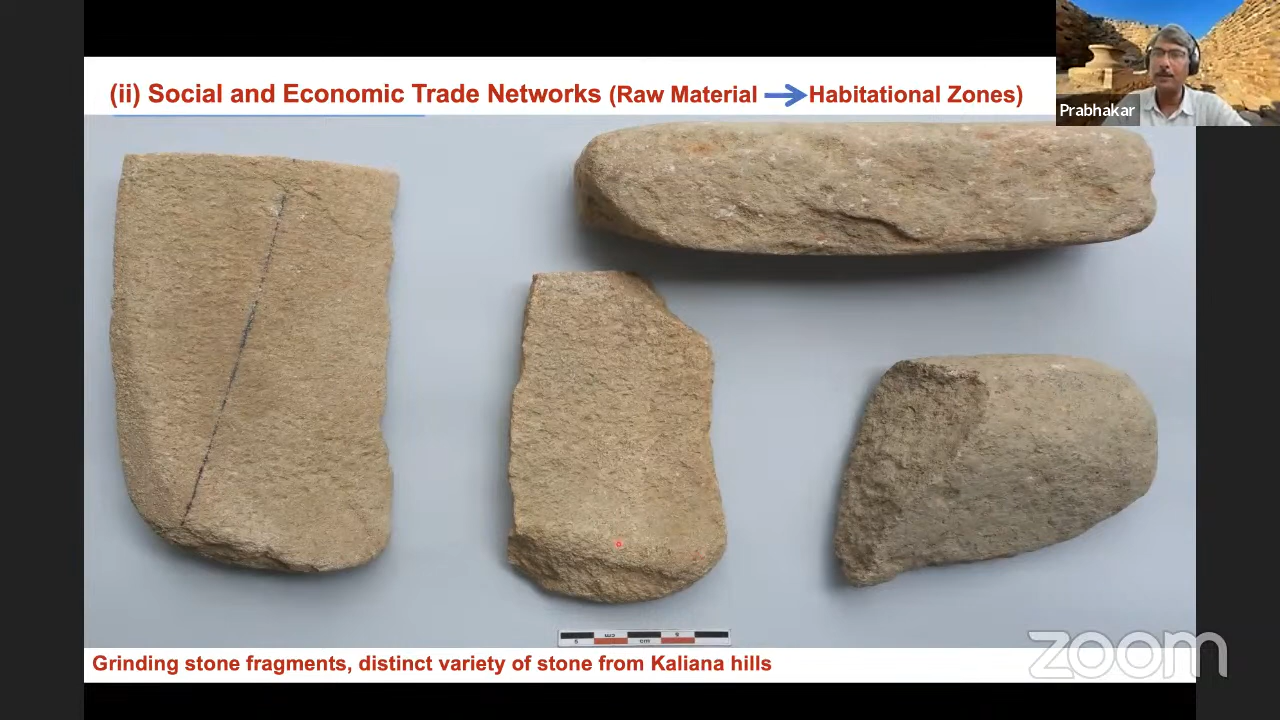 (ii) Social and Economic Trade Networks (Raw Material → Habitational Zones)
Prabhakar
Grinding stone fragments, distinct variety of stone from Kaliana hills
zoom